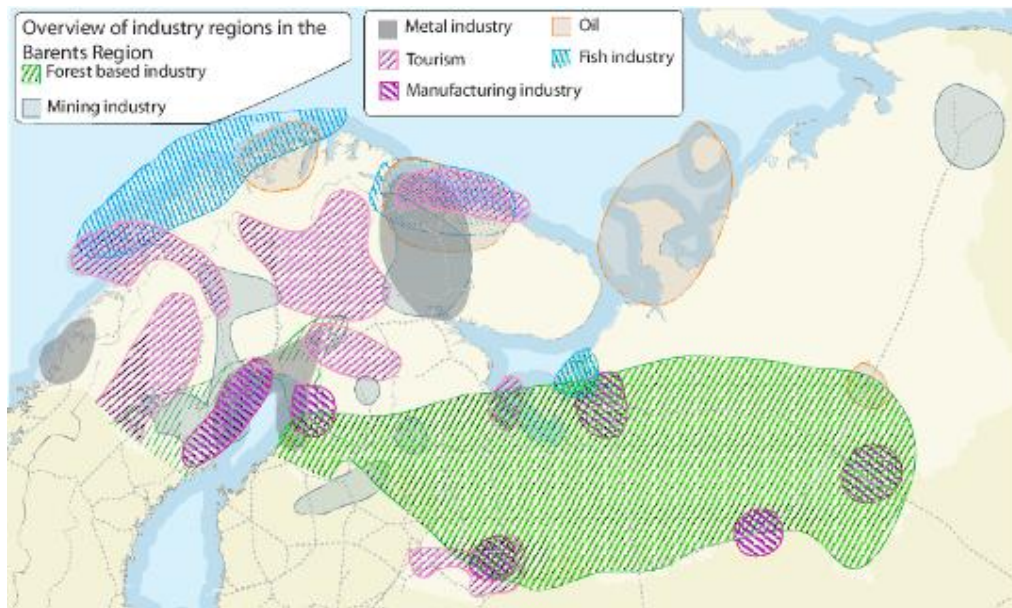 Overview of industry regions in the
Barents Region
Forest based industry
Mining industry
Metal industry
Oil
Tourism
Fish industry
Manufacturing industry